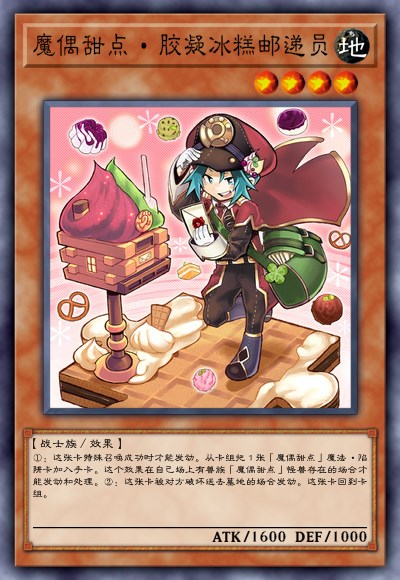 魔偶甜点・胶凝冰糕邮递员
地
【战士族／效果】
①：这张卡特殊召唤成功时才能发动。从卡组把1张「魔偶甜点」魔法・陷
阱卡加入手卡。这个效果在自己场上有兽族「魔偶甜点」怪兽存在的场合才
能发动和处理。②：这张卡被对方破坏送去墓地的场合发动。这张卡回到卡
组。
ATK/1600 DEF/1000